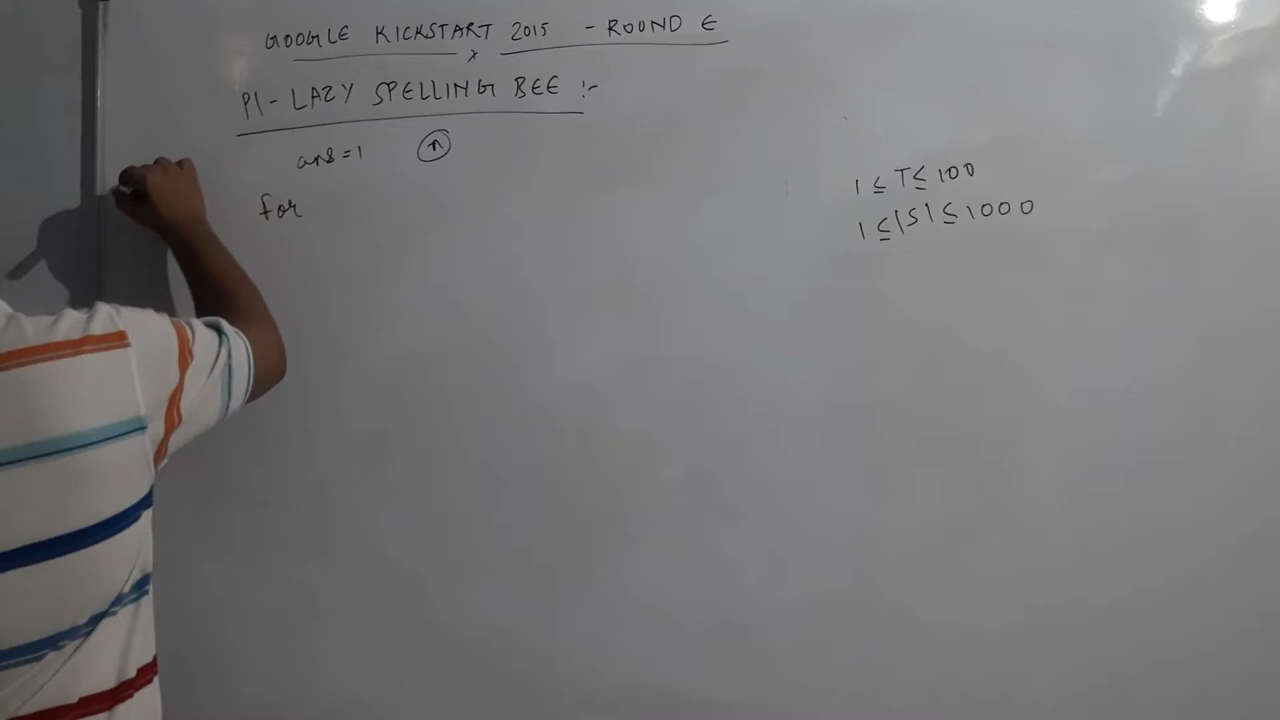 GOOGLE KICKSTART 2015 - ROUND E
x
P1 - LAZY SPELLING BEE :-
ans = 1 n
for
1 ≤ T ≤ 100
1 ≤ |S| ≤ 1000